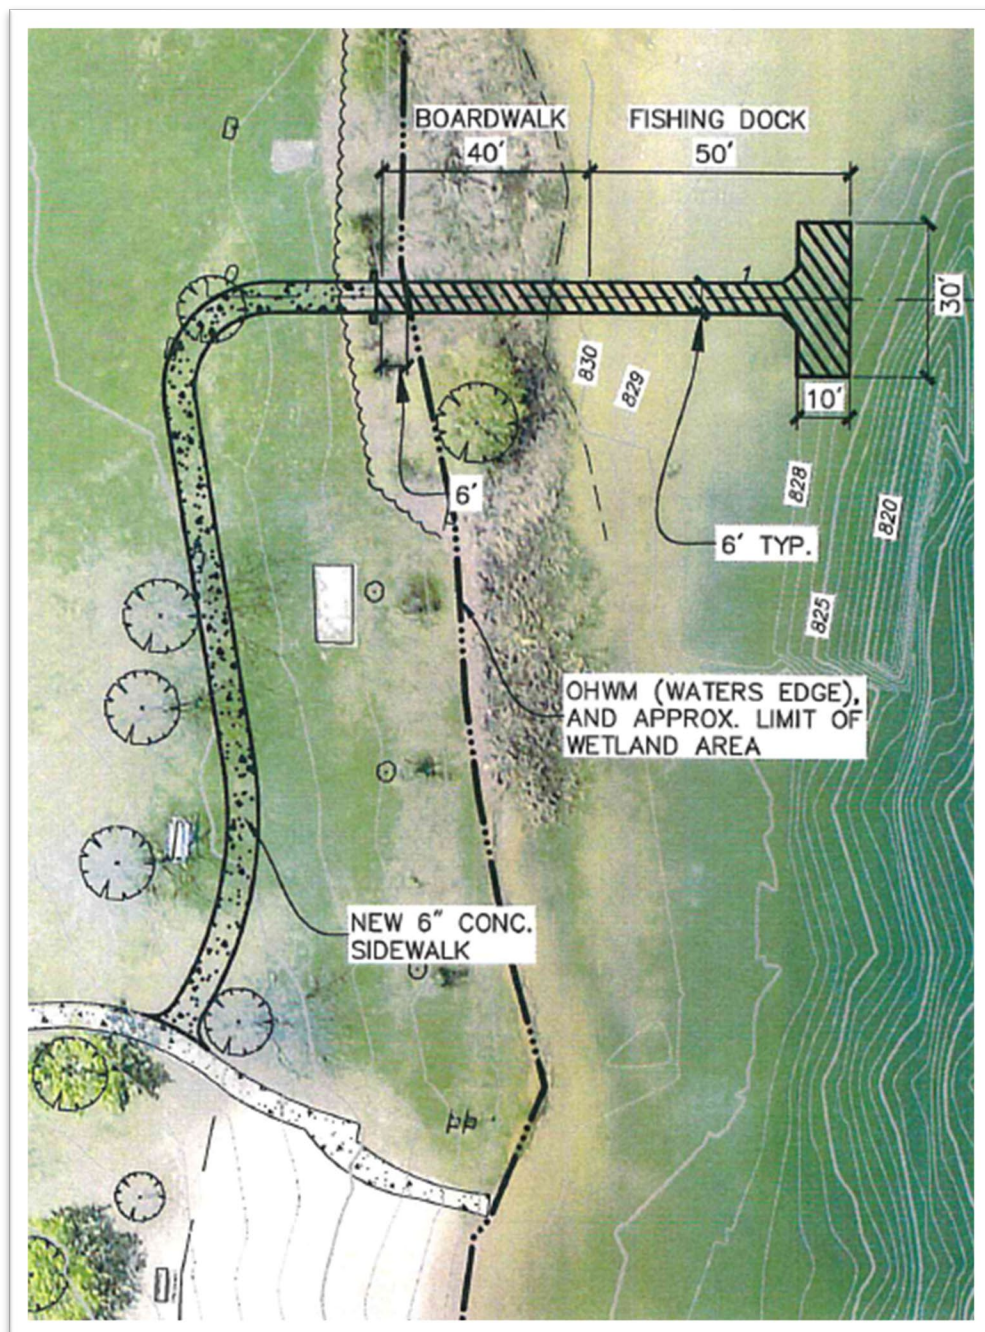 BOARDWALK
40'
FISHING DOCK
50'
1
30'
830
829
10'
6'
828
820
6' TYP.
825
OHWM (WATERS EDGE),
AND APPROX. LIMIT OF
WETLAND AREA
NEW 6" CONC.
SIDEWALK